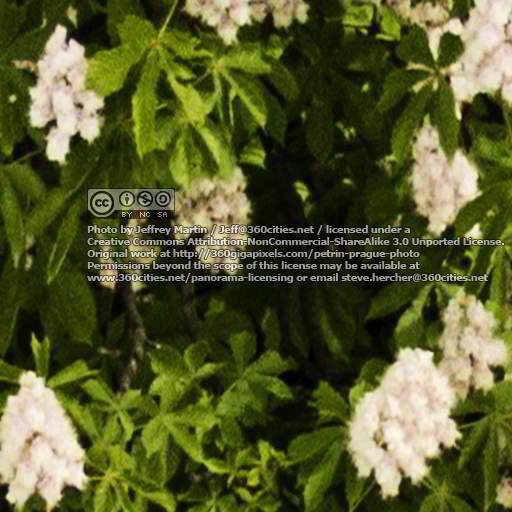 cc BY NC SA
Photo by Jeffrey Martin / Jeff@360cities.net / licensed under a
Creative Commons Attribution-NonCommercial-ShareAlike 3.0 Unported License.
Original work at http://360gigapixels.com/petrin-prague-photo
Permissions beyond the scope of this license may be available at
www.360cities.net/panorama-licensing or email steve.hercher@360cities.net